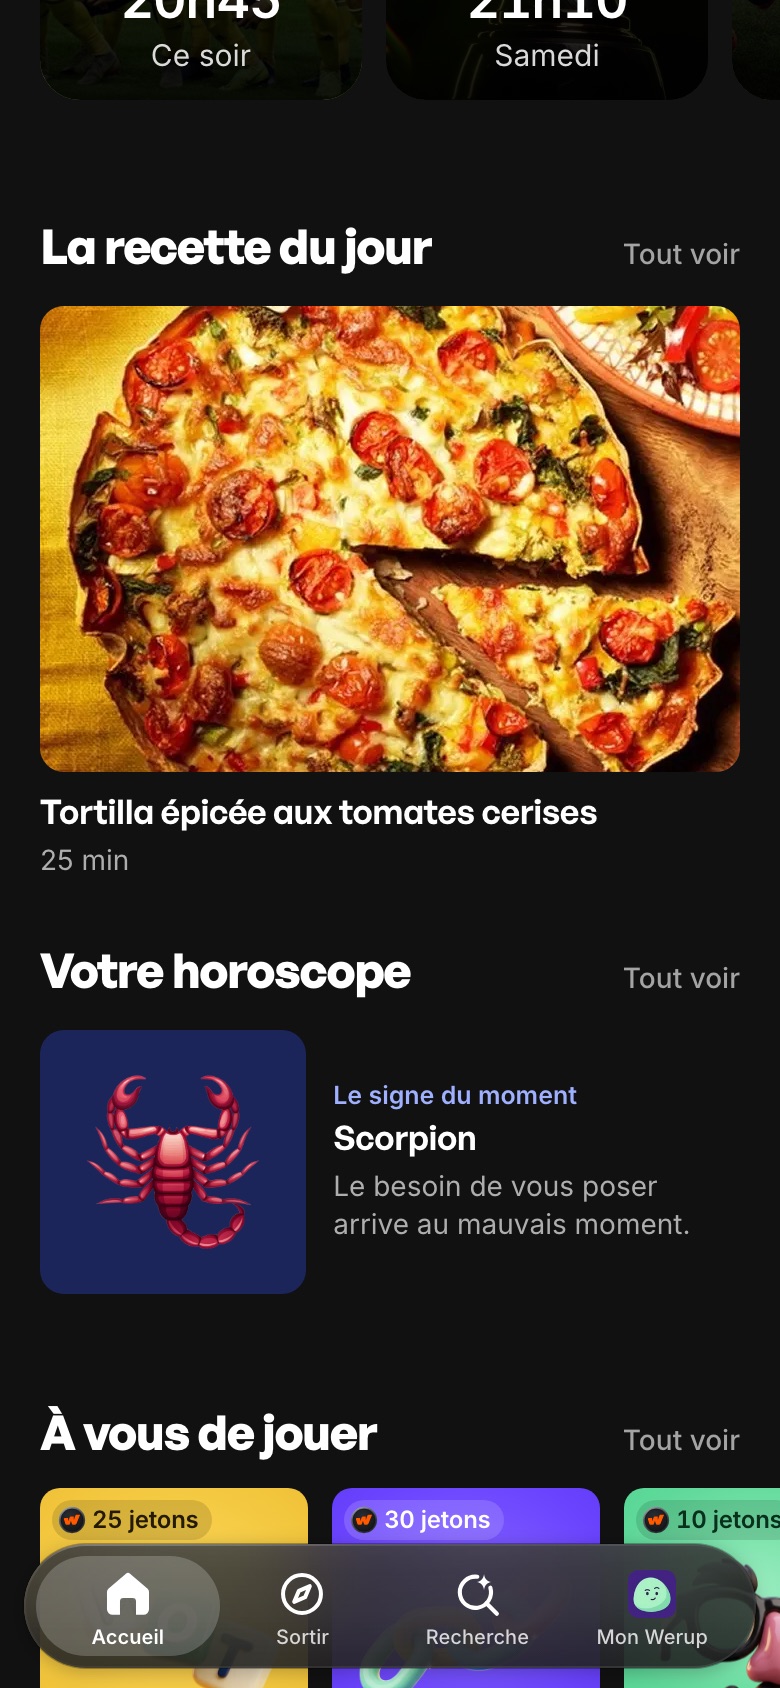 20h45
21h10
Ce soir
Samedi
La recette du jour
Tout voir
Tortilla épicée aux tomates cerises
25 min
Votre horoscope
Tout voir
Le signe du moment
Scorpion
Le besoin de vous poser
arrive au mauvais moment.
À vous de jouer
Tout voir
25 jetons
30 jetons
10 jetons
T
Accueil
Sortir
Recherche
Mon Werup